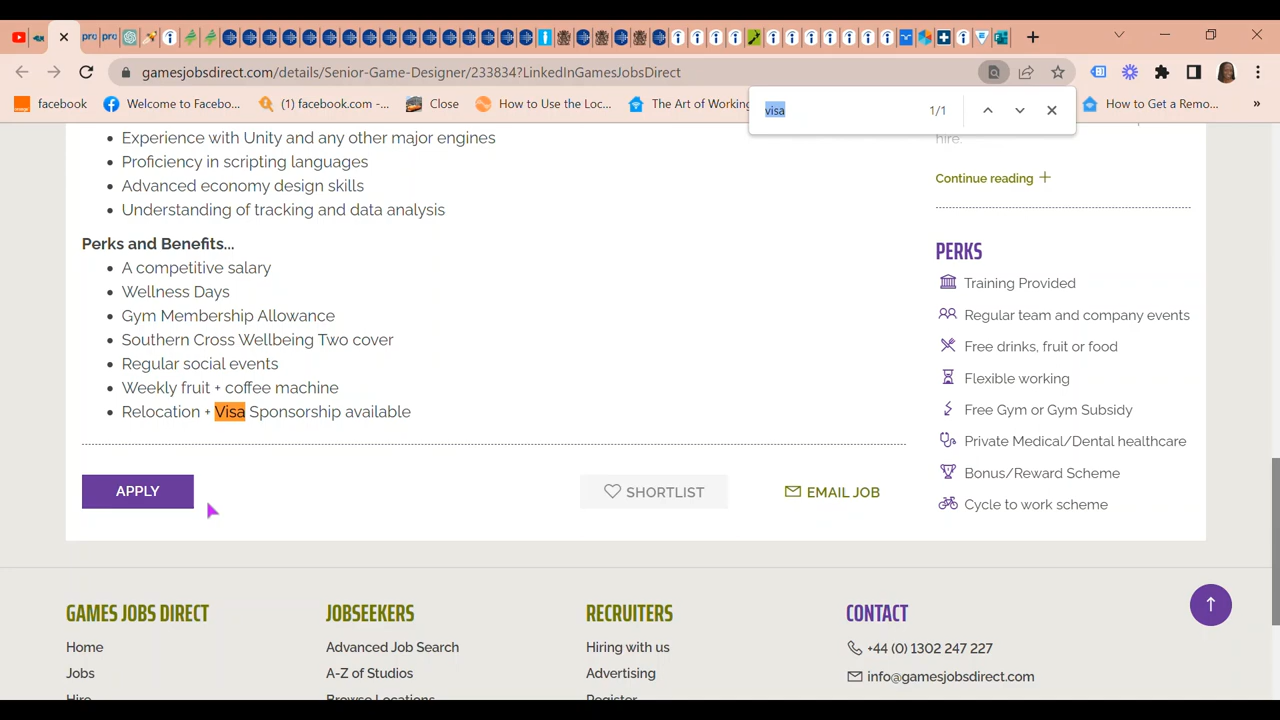 pro
pro
gamesjobsdirect.com/details/Senior-Game-Designer/233834?LinkedInGamesJobsDirect
facebook
Welcome to Facebo...
(1) facebook.com -...
Close
How to Use the Loc...
The Art of Working
How to Get a Remo...
»
visa
1/1
Experience with Unity and any other major engines
Proficiency in scripting languages
Advanced economy design skills
Understanding of tracking and data analysis
Perks and Benefits...
A competitive salary
Wellness Days
Gym Membership Allowance
Southern Cross Wellbeing Two cover
Regular social events
Weekly fruit + coffee machine
Relocation + Visa Sponsorship available
APPLY
SHORTLIST
EMAIL JOB
hire.
Continue reading +
PERKS
Training Provided
Regular team and company events
Free drinks, fruit or food
Flexible working
Free Gym or Gym Subsidy
Private Medical/Dental healthcare
Bonus/Reward Scheme
Cycle to work scheme
GAMES JOBS DIRECT
Home
Jobs
Hire
JOBSEEKERS
Advanced Job Search
A-Z of Studios
Browse Locations
RECRUITERS
Hiring with us
Advertising
Register
CONTACT
+44 (0) 1302 247 227
info@gamesjobsdirect.com